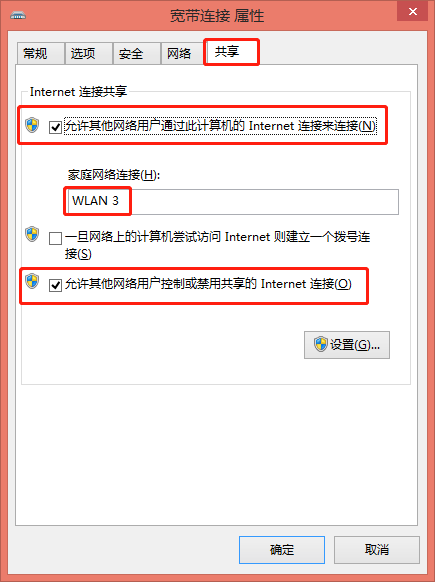 宽带连接 属性
常规 选项 安全 网络 共享
Internet 连接共享
允许其他网络用户通过此计算机的 Internet 连接来连接(N)
家庭网络连接(H):
WLAN 3
一旦网络上的计算机尝试访问 Internet 则建立一个拨号连
接(S)
允许其他网络用户控制或禁用共享的 Internet 连接(O)
设置(G)...
确定 取消